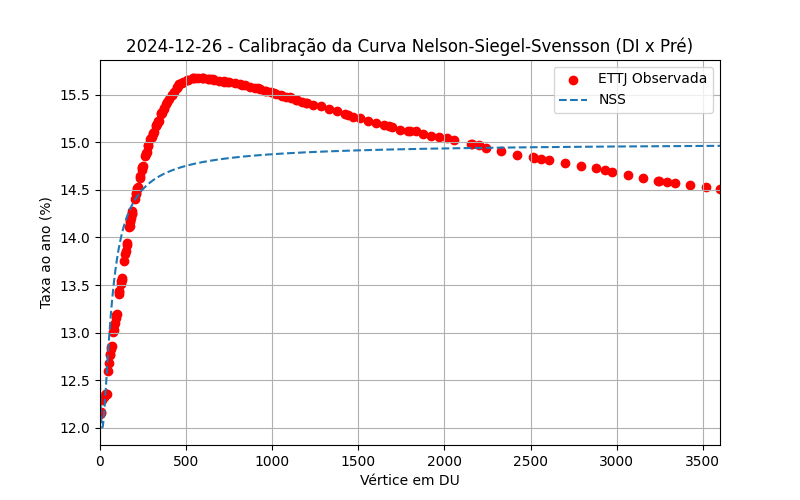 2024-12-26 - Calibração da Curva Nelson-Siegel-Svensson (DI x Pré)
ETTJ Observada
NSS
Taxa ao ano (%)
15.5
15.0
14.5
14.0
13.5
13.0
12.5
12.0
0 500 1000 1500 2000 2500 3000 3500
Vértice em DU